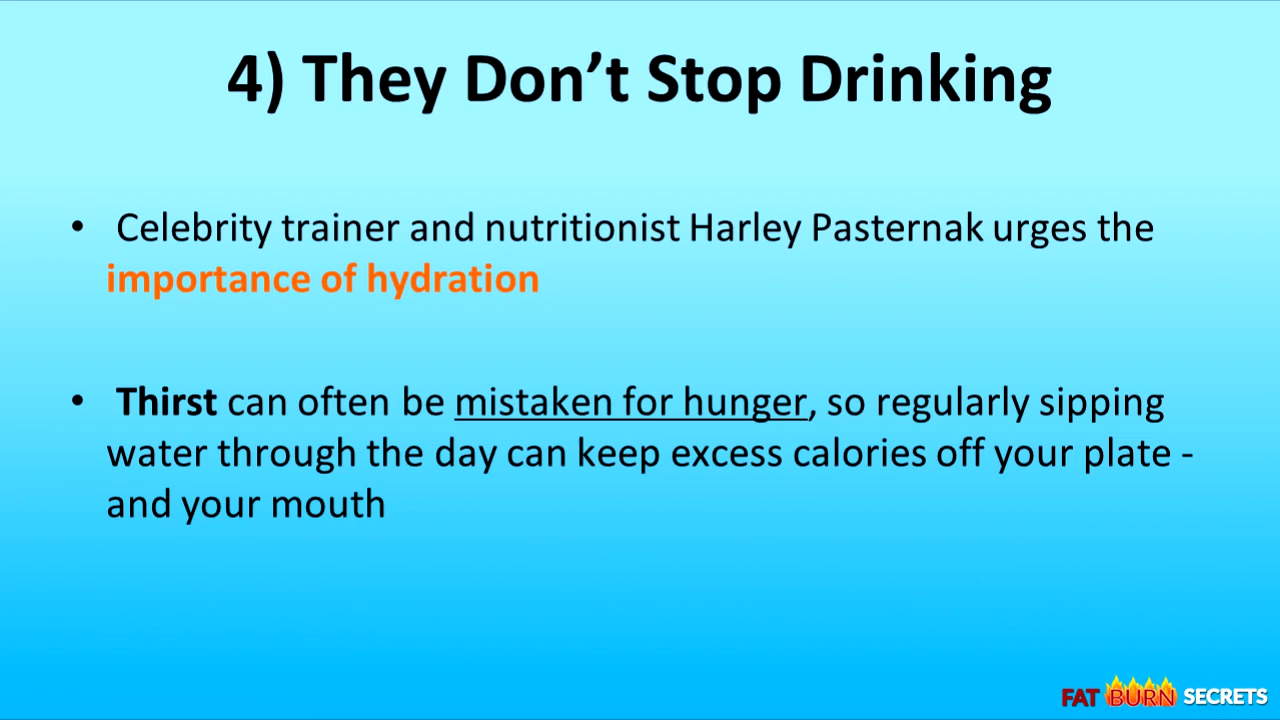 4) They Don’t Stop Drinking
• Celebrity trainer and nutritionist Harley Pasternak urges the
importance of hydration
• Thirst can often be mistaken for hunger, so regularly sipping
water through the day can keep excess calories off your plate -
and your mouth
FAT BURN SECRETS